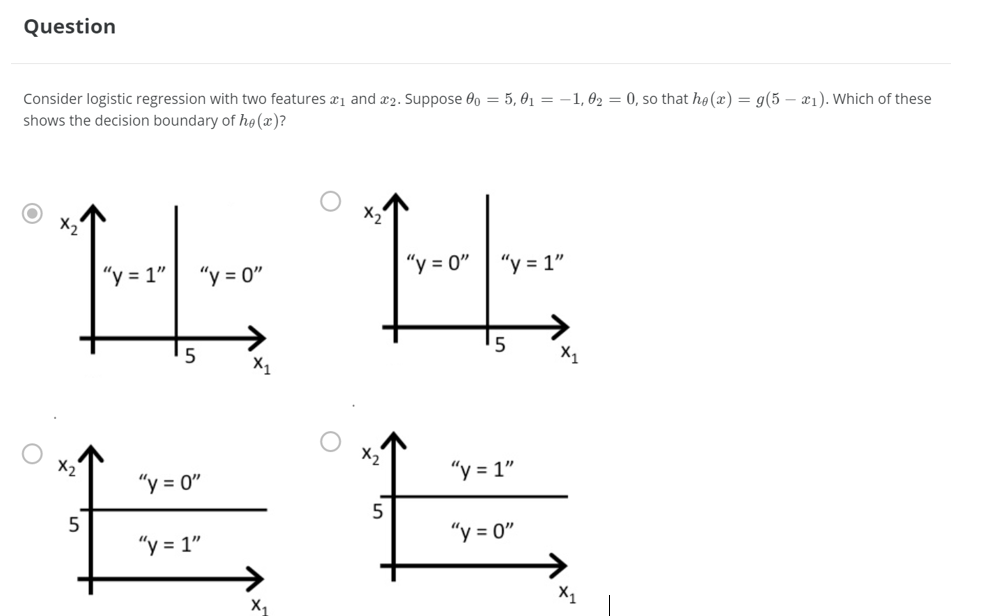 Question
Consider logistic regression with two features x₁ and x₂. Suppose θ₀ = 5, θ₁ = −1, θ₂ = 0, so that hθ(x) = g(5 − x₁). Which of these
shows the decision boundary of hθ(x)?
x₂
"y = 1" "y = 0"
5
x₁
x₂
"y = 0" "y = 1"
5
x₁
x₂
"y = 0"
5
"y = 1"
x₁
x₂
"y = 1"
5
"y = 0"
x₁